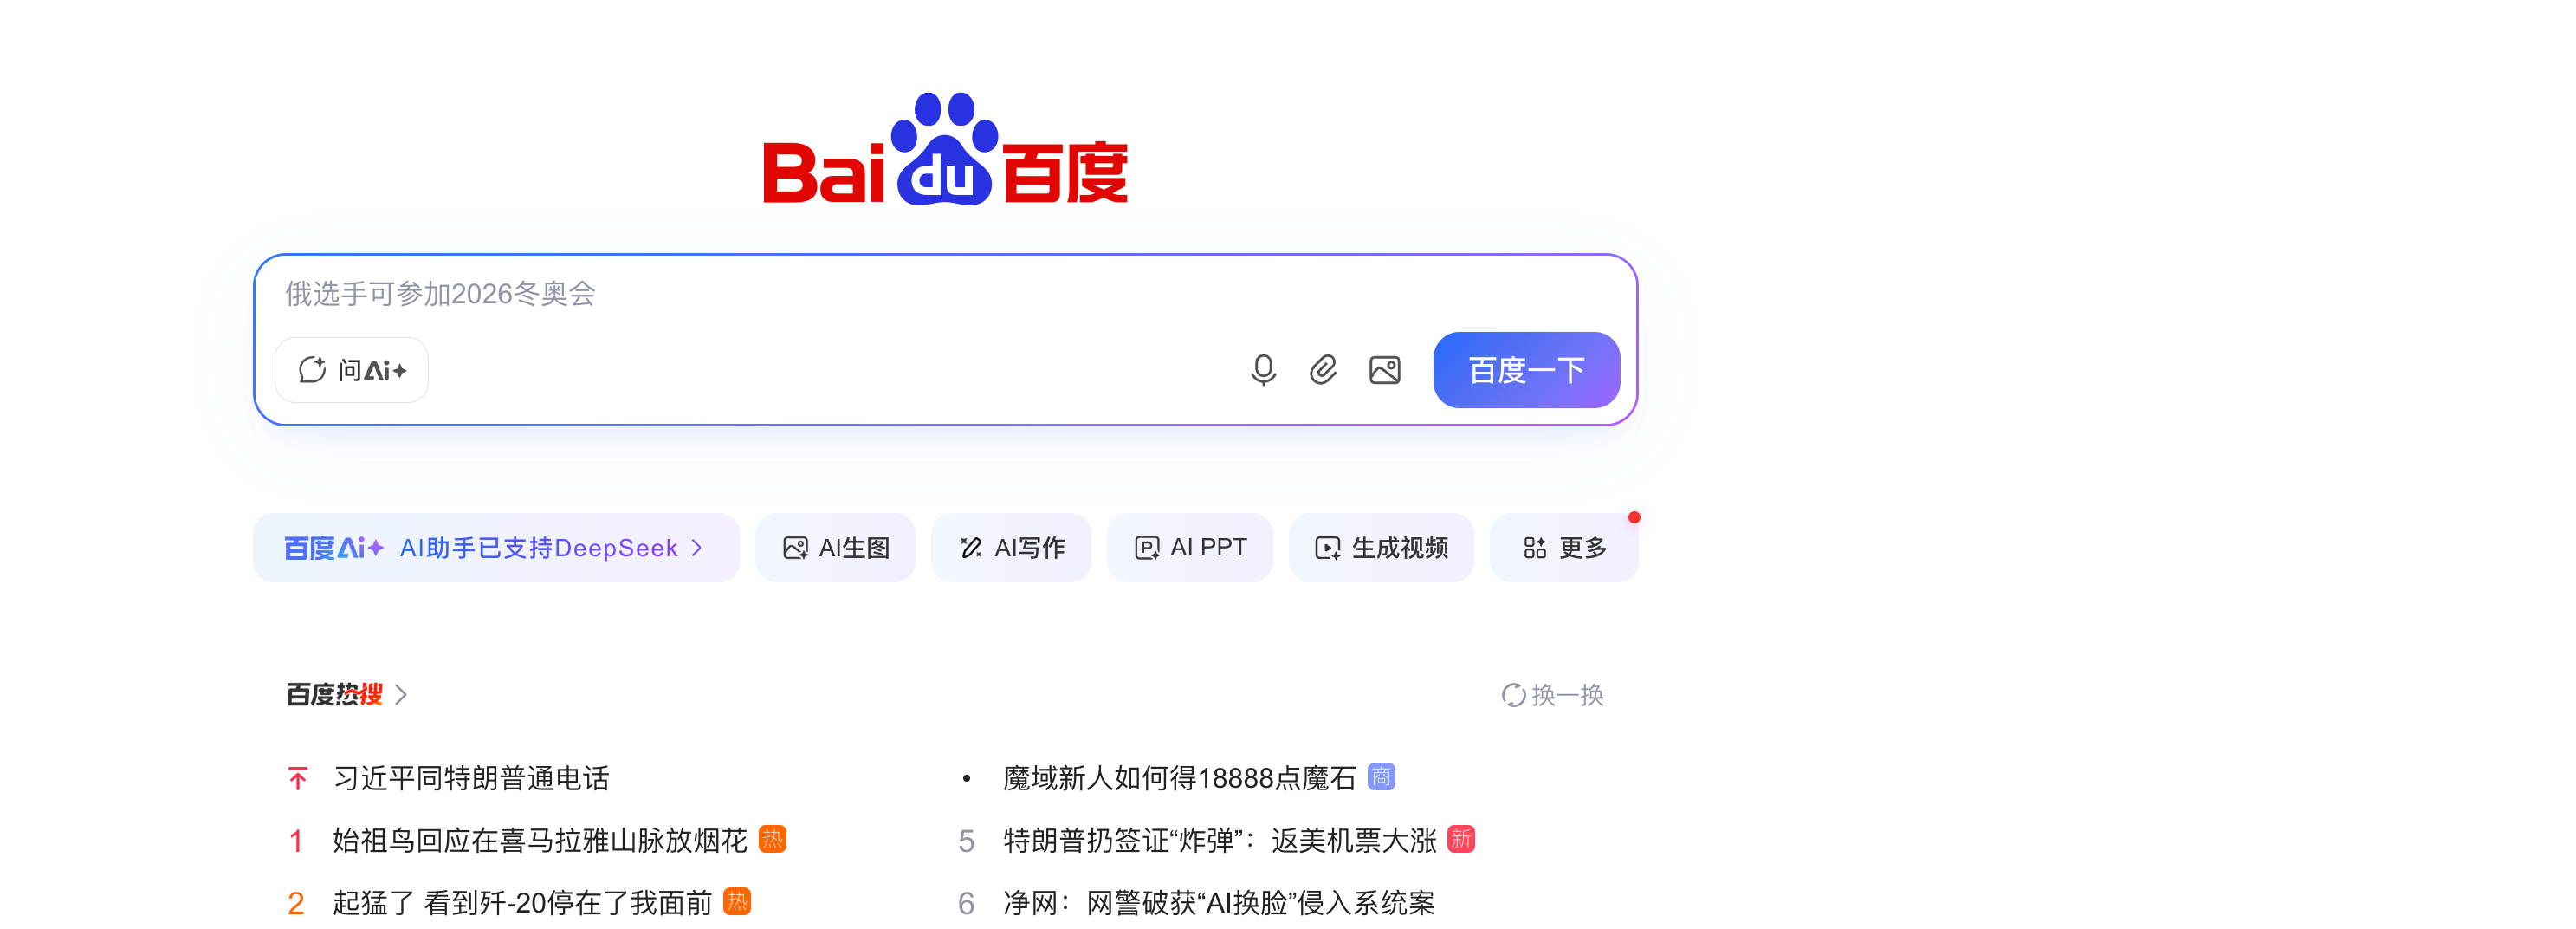 Baidu百度
俄选手可参加2026冬奥会
问Ai
百度一下
百度Ai AI助手已支持DeepSeek
AI生图
AI写作
AI PPT
生成视频
更多
百度热搜
换一换
习近平同特朗普通电话
1 始祖鸟回应在喜马拉雅山脉放烟花 热
2 起猛了 看到歼-20停在了我面前 热
• 魔域新人如何得18888点魔石 商
5 特朗普扔签证“炸弹”：返美机票大涨 新
6 净网：网警破获“AI换脸”侵入系统案